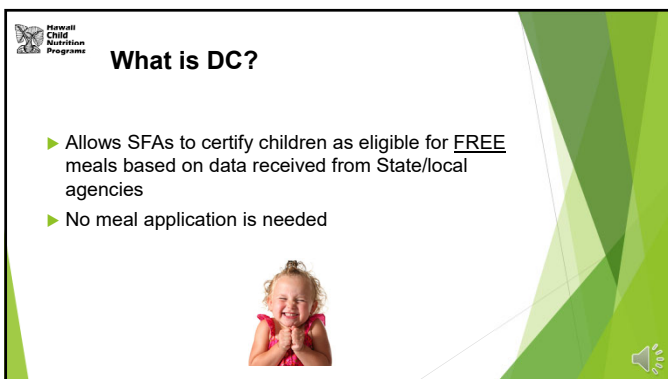 Hawaii
Child
Nutrition
Programs
What is DC?
Allows SFAs to certify children as eligible for FREE
meals based on data received from State/local
agencies
No meal application is needed